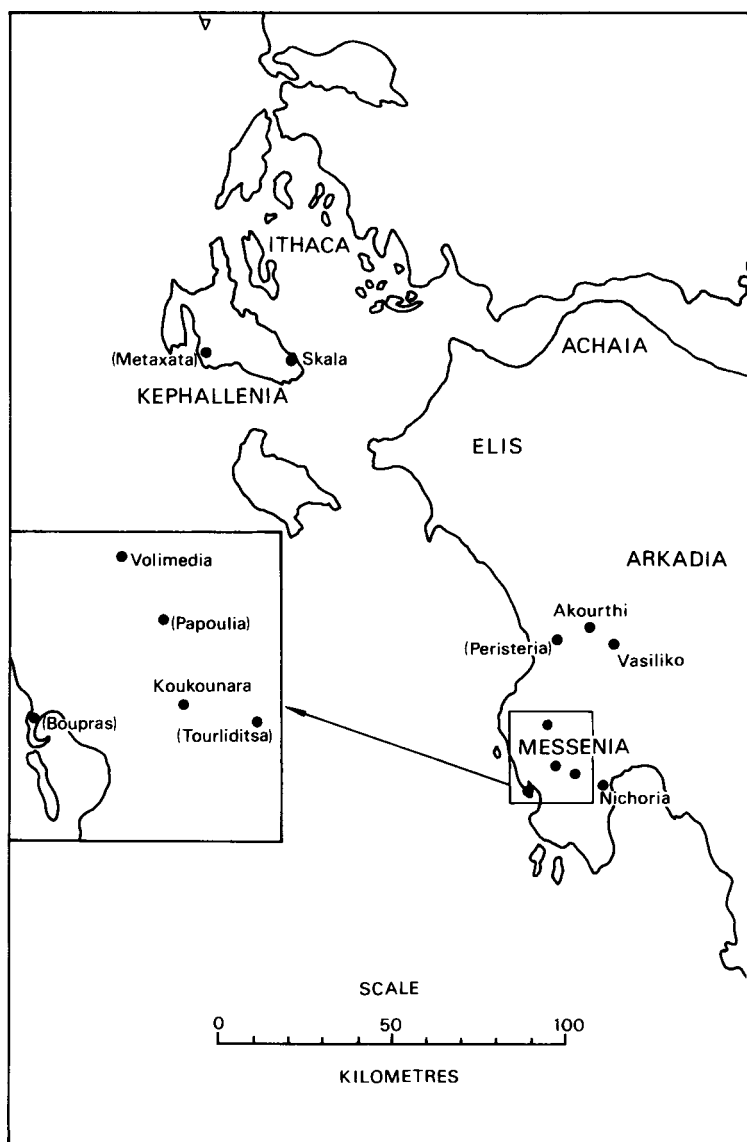 ITHACA
ACHAIA
(Metaxata)
Skala
KEPHALLENIA
ELIS
Volimedia
ARKADIA
Akourthi
(Papoulia)
(Peristeria)
Vasiliko
Koukounara
(Boupras)
(Tourliditsa)
MESSENIA
Nichoria
SCALE
0 50 100
KILOMETRES